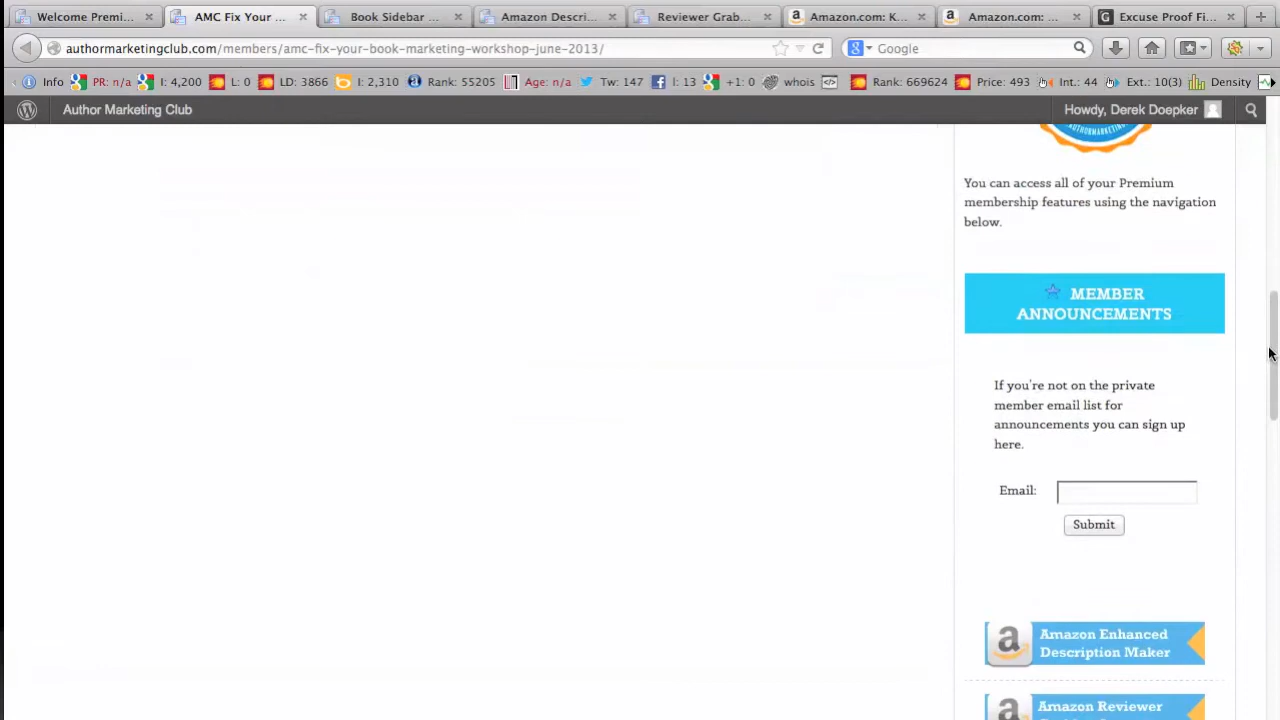 Welcome Premi... AMC Fix Your ... Book Sidebar ... Amazon Descri... Reviewer Grab... Amazon.com: K... Amazon.com: ... Excuse Proof Fi...
authormarketingclub.com/members/amc-fix-your-book-marketing-workshop-june-2013/ Google
Info PR: n/a I: 4,200 L: 0 LD: 3866 I: 2,310 Rank: 55205 Age: n/a Tw: 147 I: 13 +1: 0 whois Rank: 669624 Price: 493 Int.: 44 Ext.: 10(3) Density
Author Marketing Club Howdy, Derek Doepker
AUTHORMARKETING
You can access all of your Premium
membership features using the navigation
below.
MEMBER
ANNOUNCEMENTS
If you're not on the private
member email list for
announcements you can sign up
here.
Email:
Submit
Amazon Enhanced
Description Maker
Amazon Reviewer